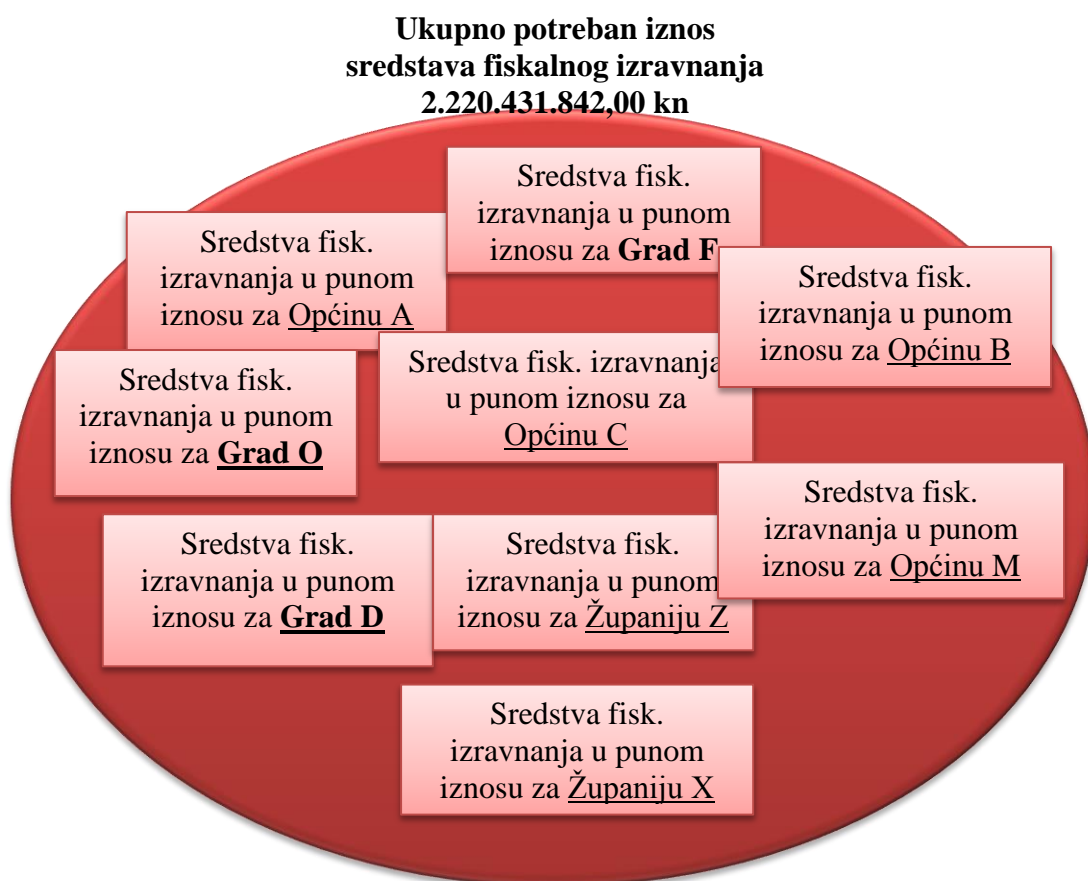 Ukupno potreban iznos
sredstava fiskalnog izravnanja
2.220.431.842,00 kn
Sredstva fisk.
izravnanja u punom
iznosu za Grad F
Sredstva fisk.
izravnanja u punom
iznosu za Općinu A
Sredstva fisk.
izravnanja u punom
iznosu za Općinu B
Sredstva fisk. izravnanja
u punom iznosu za
Općinu C
Sredstva fisk.
izravnanja u punom
iznosu za Grad O
Sredstva fisk.
izravnanja u punom
iznosu za Općinu M
Sredstva fisk.
izravnanja u punom
iznosu za Grad D
Sredstva fisk.
izravnanja u punom
iznosu za Županiju Z
Sredstva fisk.
izravnanja u punom
iznosu za Županiju X